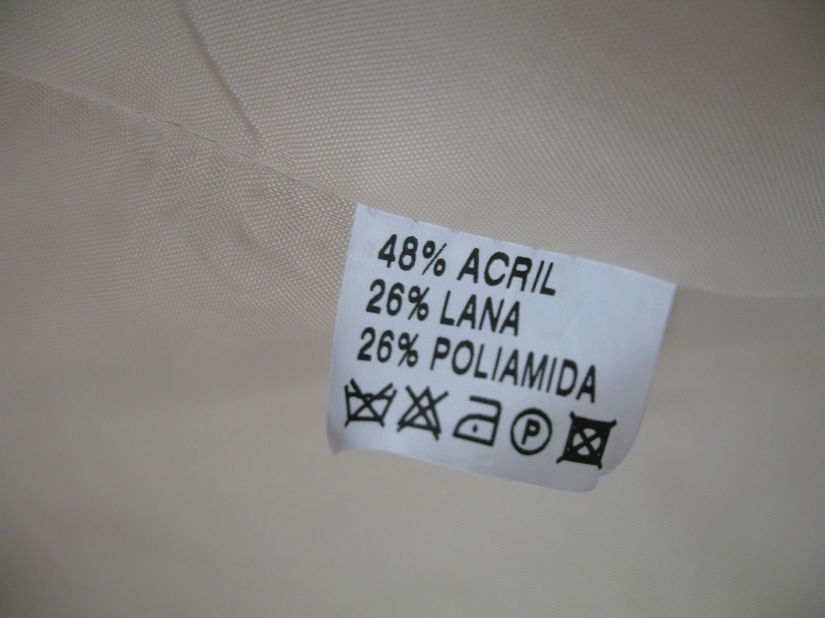 48% ACRIL
26% LANA
26% POLIAMIDA
P